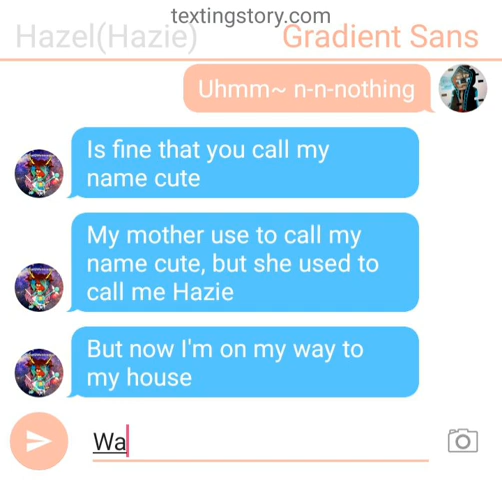 textingstory.com
Hazel(Hazie) Gradient Sans
Uhmm~ n-n-nothing
Is fine that you call my
name cute
My mother use to call my
name cute, but she used to
call me Hazie
But now I'm on my way to
my house
Wa